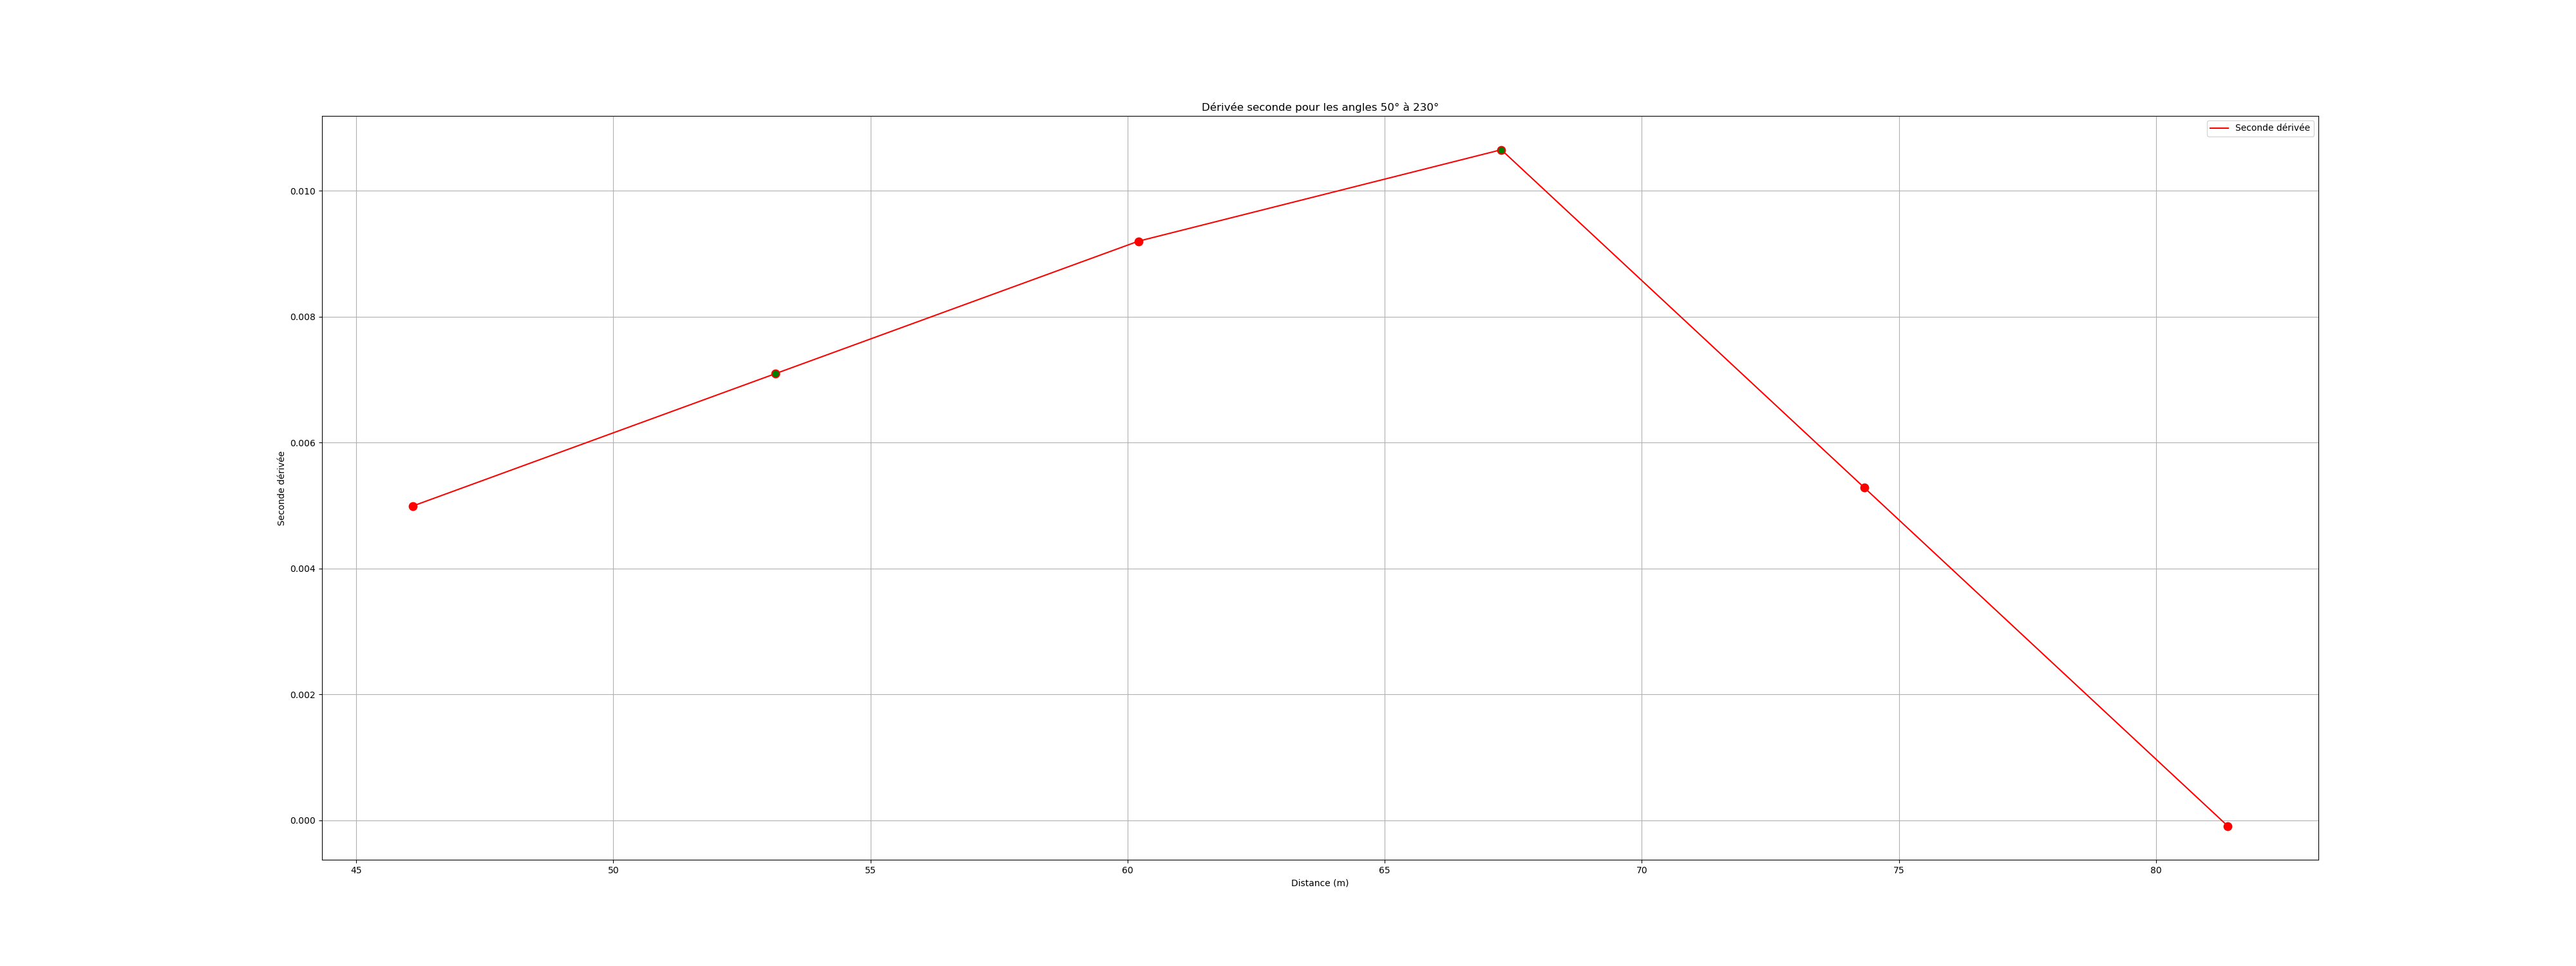 Dérivée seconde pour les angles 50° à 230°
Seconde dérivée
Seconde dérivée
0.010
0.008
0.006
0.004
0.002
0.000
45 50 55 60 65 70 75 80
Distance (m)